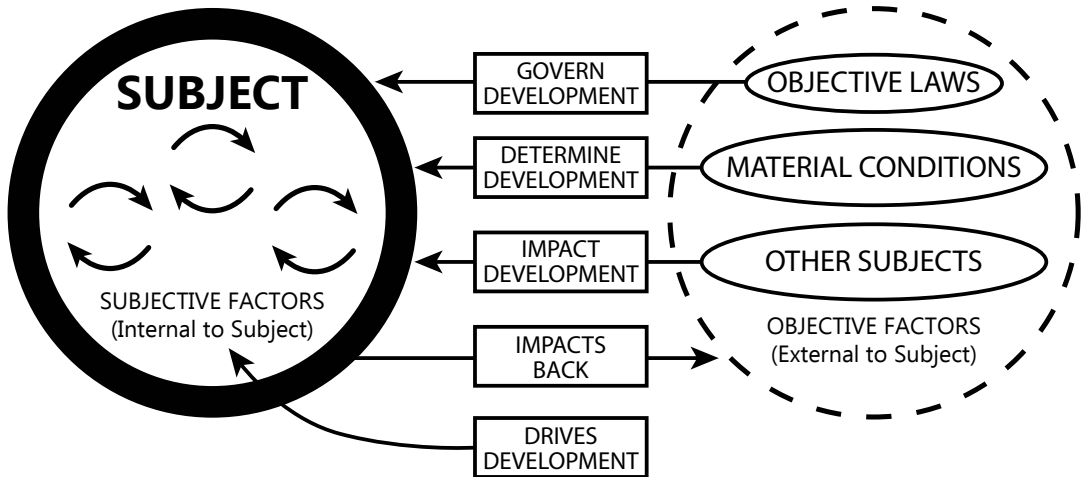 SUBJECT
SUBJECTIVE FACTORS
(Internal to Subject)
GOVERN
DEVELOPMENT
DETERMINE
DEVELOPMENT
IMPACT
DEVELOPMENT
IMPACTS
BACK
DRIVES
DEVELOPMENT
OBJECTIVE LAWS
MATERIAL CONDITIONS
OTHER SUBJECTS
OBJECTIVE FACTORS
(External to Subject)